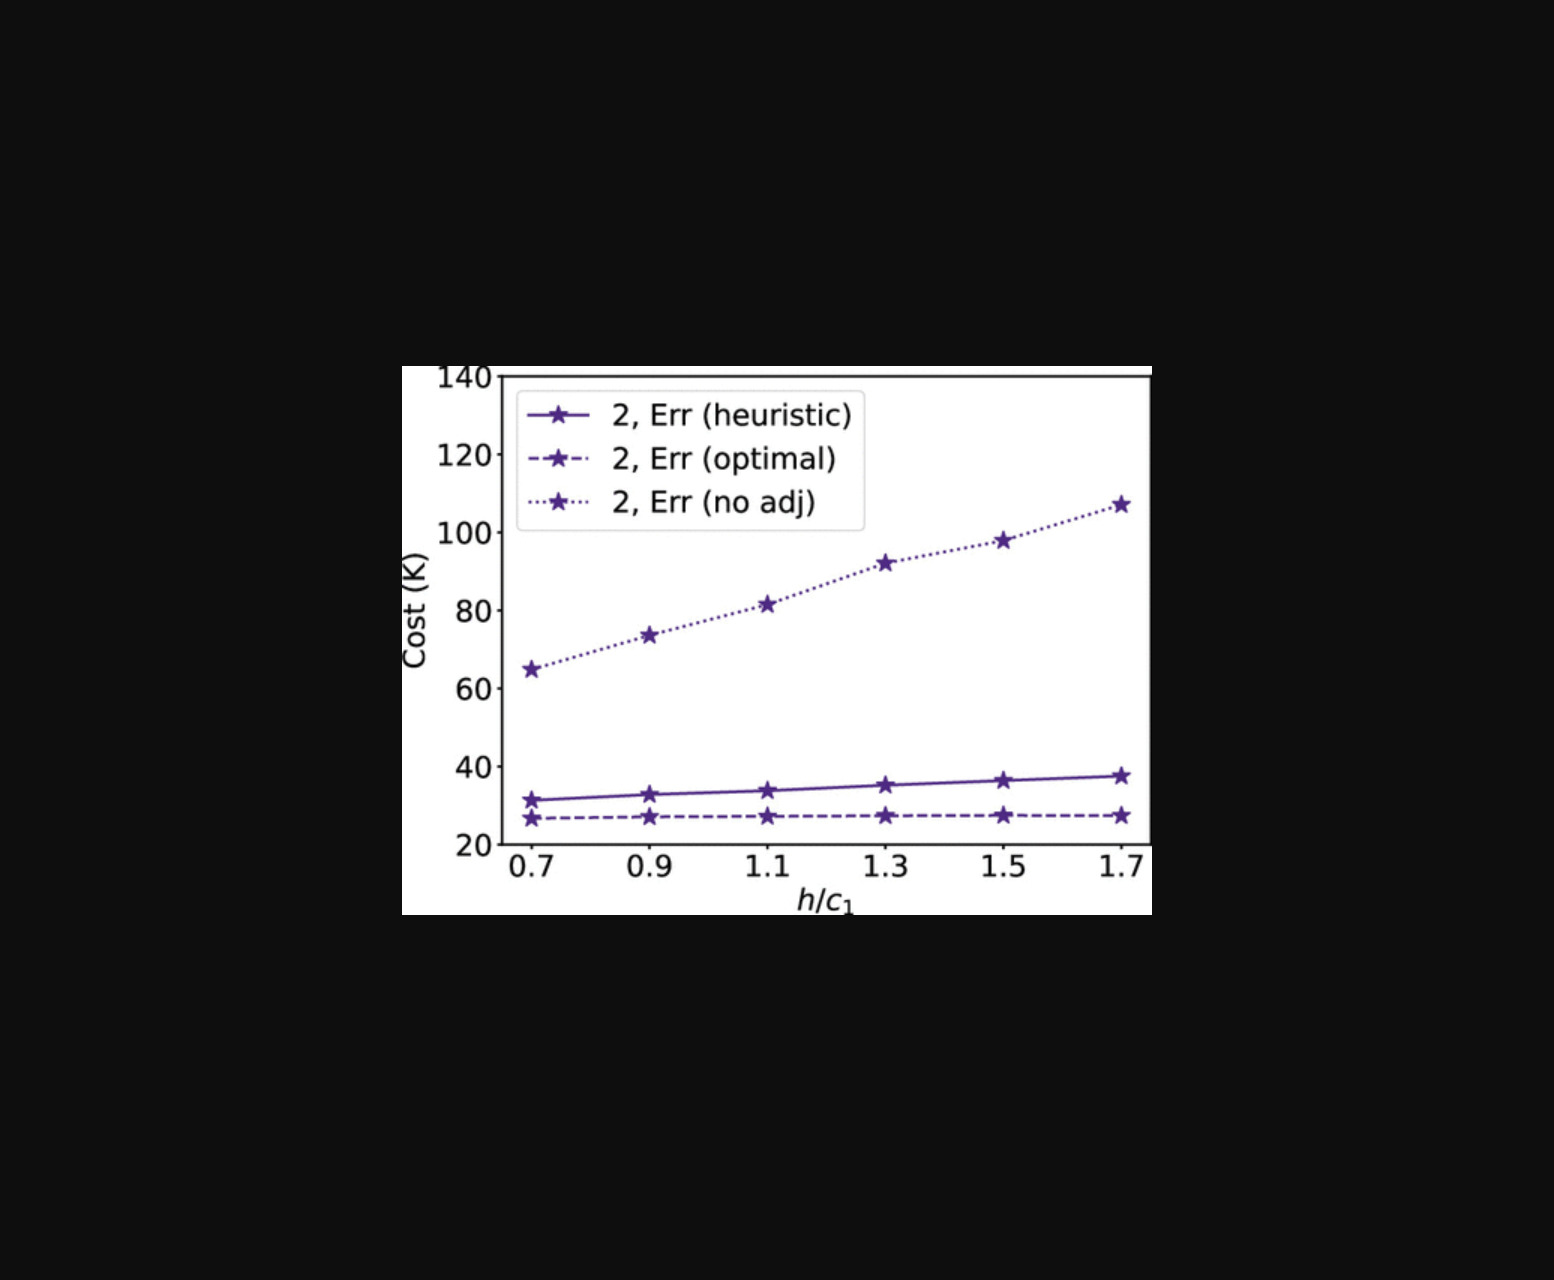 140
120
100
80
60
40
20
Cost (K)
2, Err (heuristic)
2, Err (optimal)
2, Err (no adj)
0.7 0.9 1.1 1.3 1.5 1.7
h/c₁